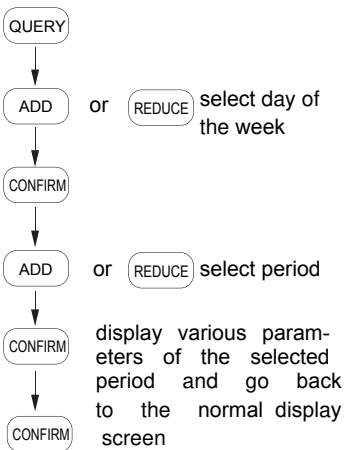 QUERY
ADD or REDUCE select day of
the week
CONFIRM
ADD or REDUCE select period
CONFIRM
display various param-
eters of the selected
period and go back
to the normal display
CONFIRM screen